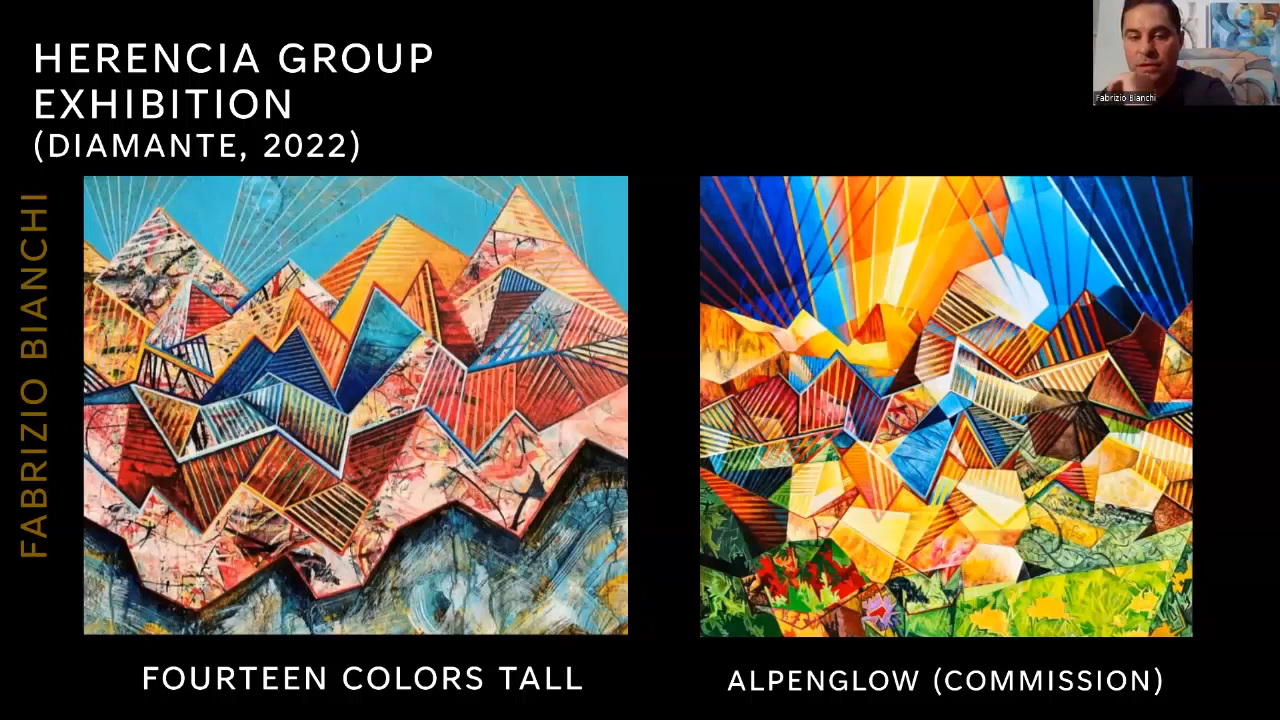 HERENCIA GROUP
EXHIBITION
(DIAMANTE, 2022)
Fabrizio Bianchi
FABRIZIO BIANCHI
FOURTEEN COLORS TALL
ALPENGLOW (COMMISSION)